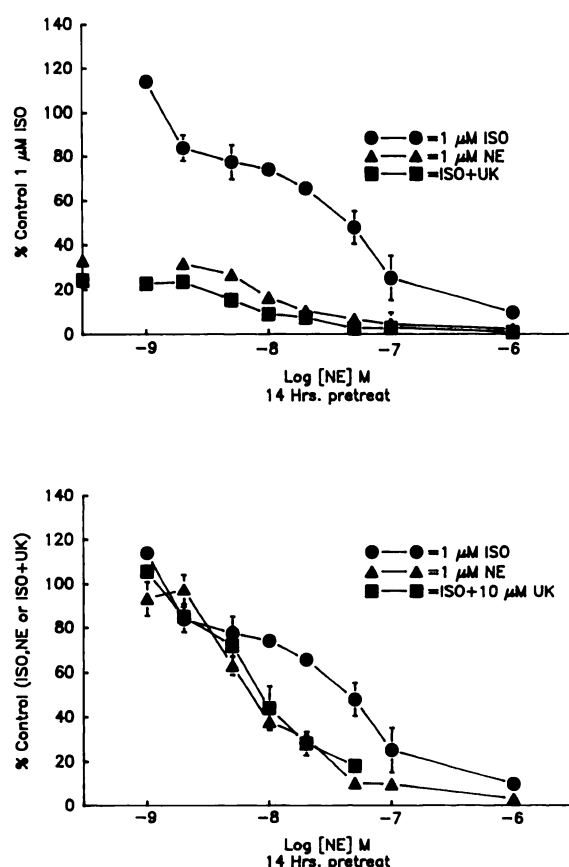 % Control 1 μM ISO
140
120
100
80
60
40
20
0
●—●=1 μM ISO
▲—▲=1 μM NE
■—■=ISO+UK
-9 -8 -7 -6
Log [NE] M
14 Hrs. pretreat
% Control (ISO,NE or ISO+UK)
140
120
100
80
60
40
20
0
●—●=1 μM ISO
▲—▲=1 μM NE
■—■=ISO+10 μM UK
-9 -8 -7 -6
Log [NE] M
14 Hrs. pretreat